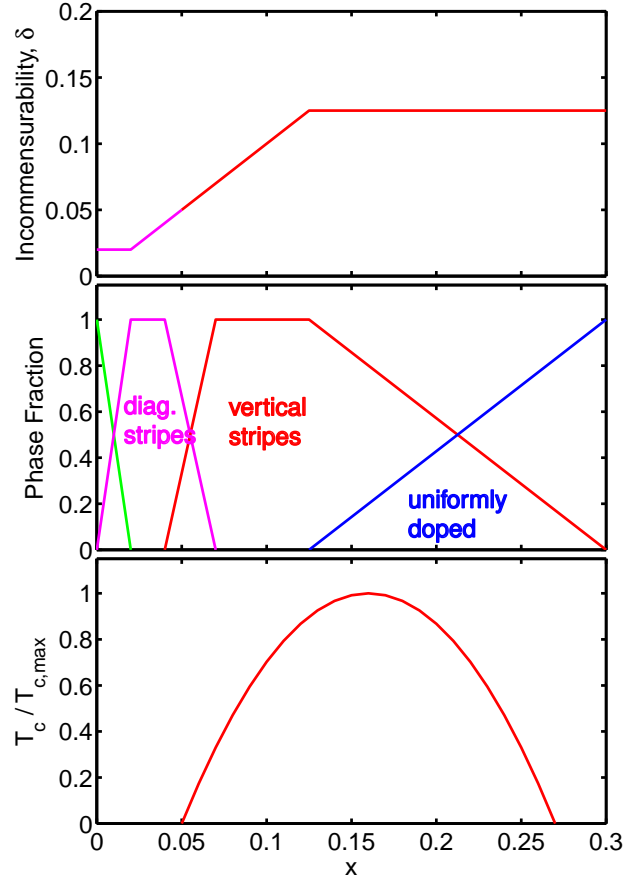 Incommensurability, δ
0.2
0.15
0.1
0.05
0
Phase Fraction
1
0.8
0.6
0.4
0.2
0
diag.
stripes
vertical
stripes
uniformly
doped
T_c / T_{c,max}
1
0.8
0.6
0.4
0.2
0
0 0.05 0.1 0.15 0.2 0.25 0.3
x